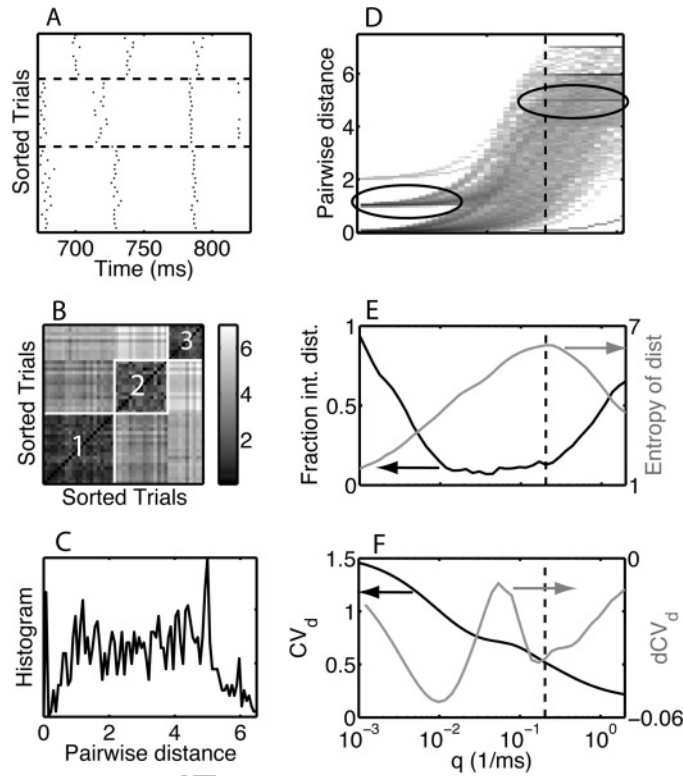 A
Sorted Trials
700
750
800
Time (ms)
B
Sorted Trials
1
2
3
6
4
2
Sorted Trials
C
Histogram
0
2
4
6
Pairwise distance
D
Pairwise distance
6
4
2
0
E
Fraction int. dist.
1
0.5
0
7
1
Entropy of dist
F
CV_d
1.5
1
0.5
0
0
−0.06
dCV_d
10^−3
10^−2
10^−1
10^0
q (1/ms)